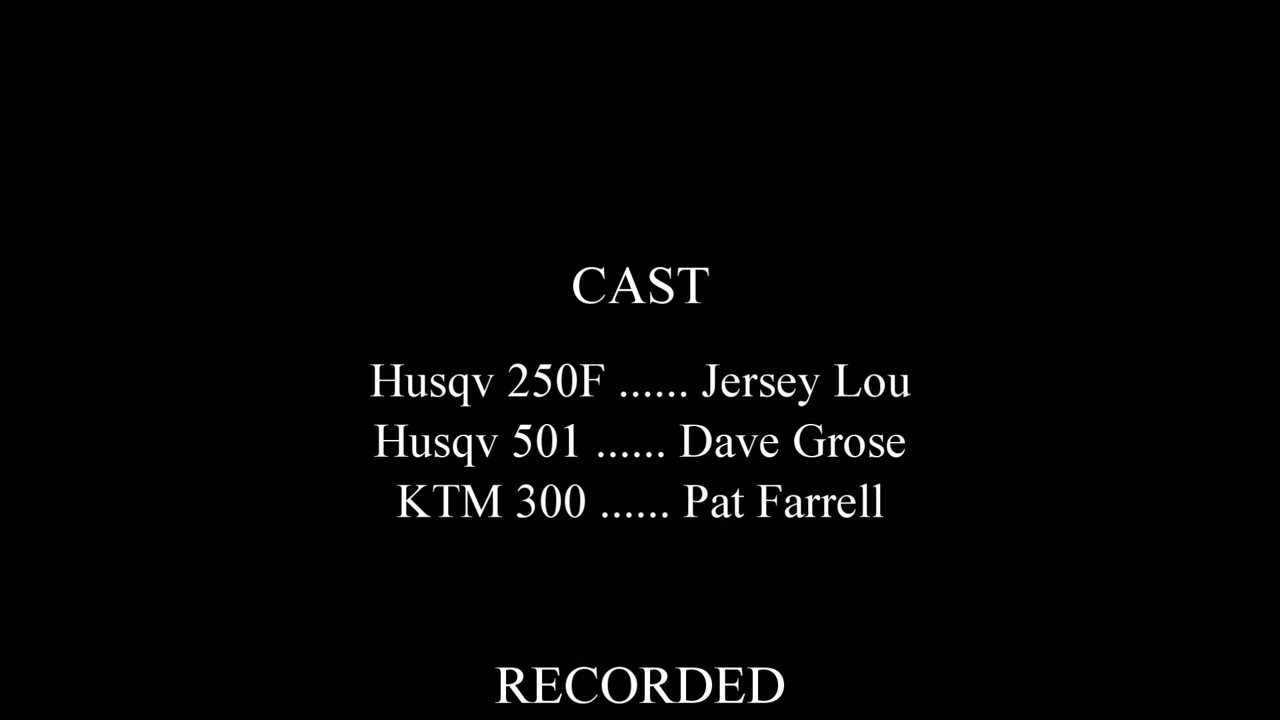 CAST
Husqv 250F ...... Jersey Lou
Husqv 501 ...... Dave Grose
KTM 300 ...... Pat Farrell
RECORDED